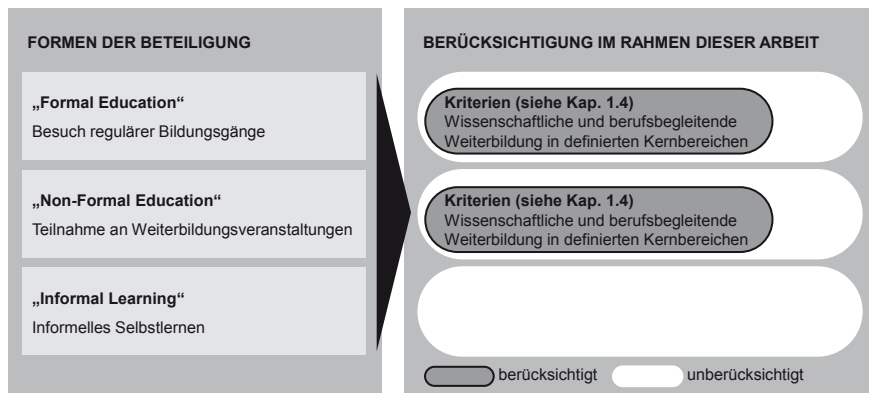 FORMEN DER BETEILIGUNG
„Formal Education“
Besuch regulärer Bildungsgänge
„Non-Formal Education“
Teilnahme an Weiterbildungsveranstaltungen
„Informal Learning“
Informelles Selbstlernen
BERÜCKSICHTIGUNG IM RAHMEN DIESER ARBEIT
Kriterien (siehe Kap. 1.4)
Wissenschaftliche und berufsbegleitende
Weiterbildung in definierten Kernbereichen
Kriterien (siehe Kap. 1.4)
Wissenschaftliche und berufsbegleitende
Weiterbildung in definierten Kernbereichen
berücksichtigt
unberücksichtigt